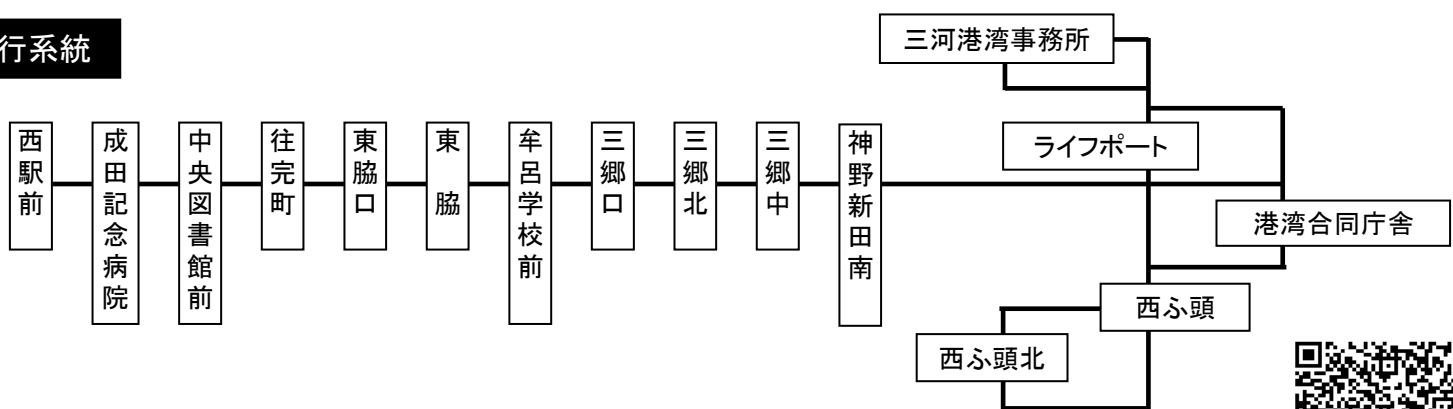 行系統
三河港湾事務所
西駅前
成田記念病院
中央図書館前
往完町
東脇口
東脇
牟呂学校前
三郷口
三郷北
三郷中
神野新田南
ライフポート
港湾合同庁舎
西ふ頭
西ふ頭北